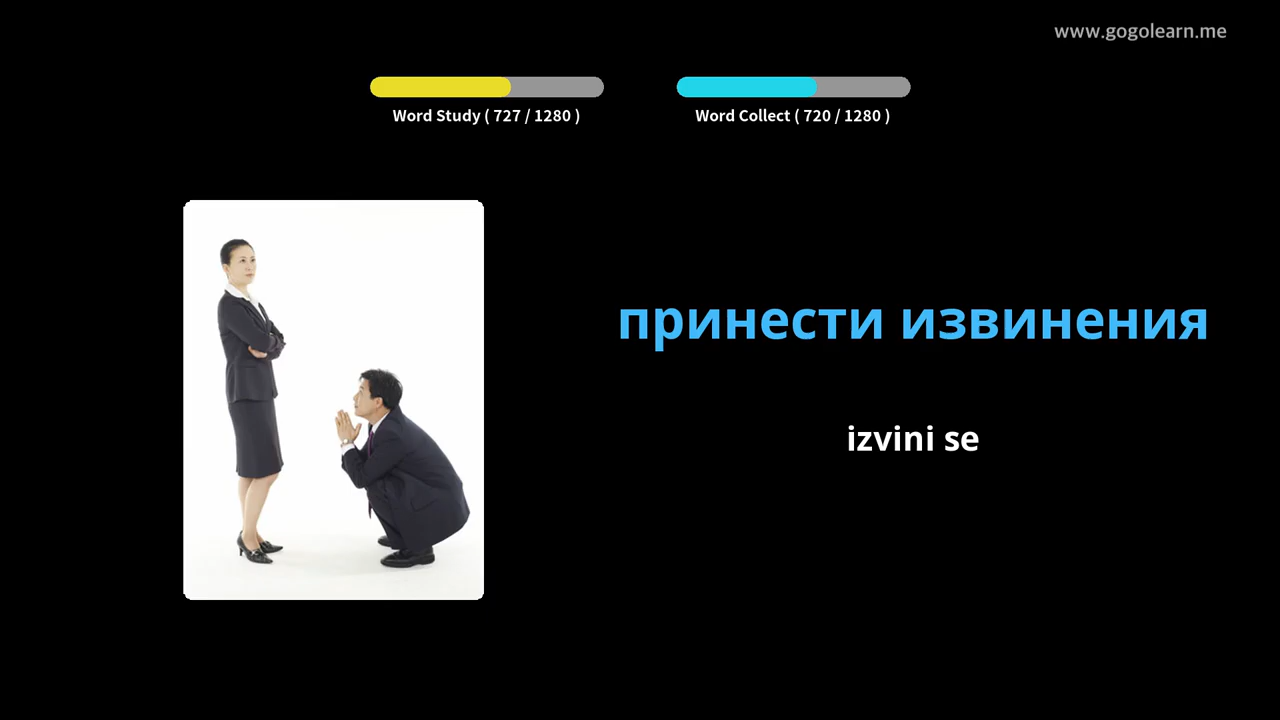 www.gogolearn.me
Word Study ( 727 / 1280 )
Word Collect ( 720 / 1280 )
принести извинения
izvini se